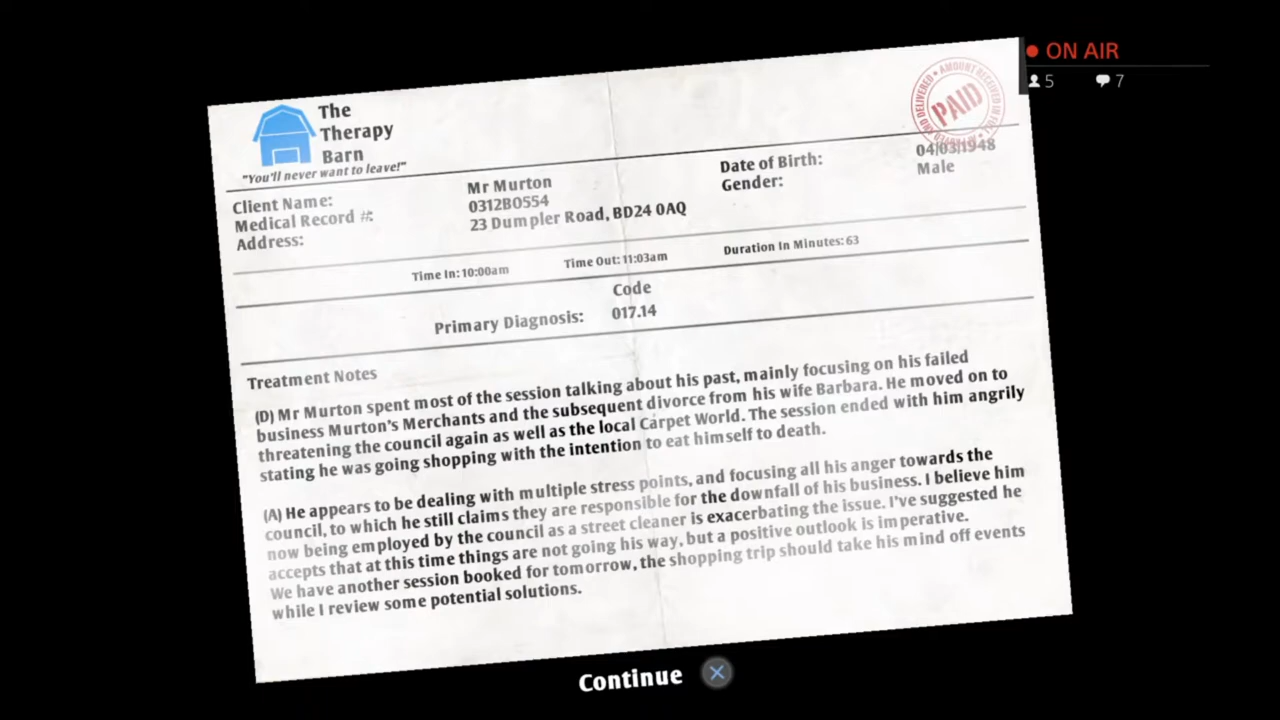 ON AIR
5 7
The
Therapy
Barn
"You'll never want to leave!"
PAID
Client Name: Mr Murton
Medical Record #: 0312B0554
Address: 23 Dumpler Road, BD24 0AQ
Date of Birth: 04/03/1948
Gender: Male
Time In: 10:00am Time Out: 11:03am Duration In Minutes: 63
Code
Primary Diagnosis: 017.14
Treatment Notes
(D) Mr Murton spent most of the session talking about his past, mainly focusing on his failed
business Murton's Merchants and the subsequent divorce from his wife Barbara. He moved on to
threatening the council again as well as the local Carpet World. The session ended with him angrily
stating he was going shopping with the intention to eat himself to death.
(A) He appears to be dealing with multiple stress points, and focusing all his anger towards the
council, to which he still claims they are responsible for the downfall of his business. I believe him
now being employed by the council as a street cleaner is exacerbating the issue. I've suggested he
accepts that at this time things are not going his way, but a positive outlook is imperative.
We have another session booked for tomorrow, the shopping trip should take his mind off events
while I review some potential solutions.
Continue